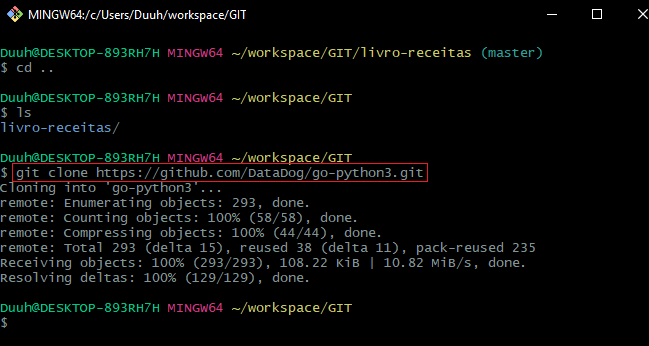 MINGW64:/c/Users/Duuh/workspace/GIT
Duuh@DESKTOP-893RH7H MINGW64 ~/workspace/GIT/livro-receitas (master)
$ cd ..
Duuh@DESKTOP-893RH7H MINGW64 ~/workspace/GIT
$ ls
livro-receitas/
Duuh@DESKTOP-893RH7H MINGW64 ~/workspace/GIT
$ git clone https://github.com/DataDog/go-python3.git
Cloning into 'go-python3'...
remote: Enumerating objects: 293, done.
remote: Counting objects: 100% (58/58), done.
remote: Compressing objects: 100% (44/44), done.
remote: Total 293 (delta 15), reused 38 (delta 11), pack-reused 235
Receiving objects: 100% (293/293), 108.22 KiB | 10.82 MiB/s, done.
Resolving deltas: 100% (129/129), done.
Duuh@DESKTOP-893RH7H MINGW64 ~/workspace/GIT
$